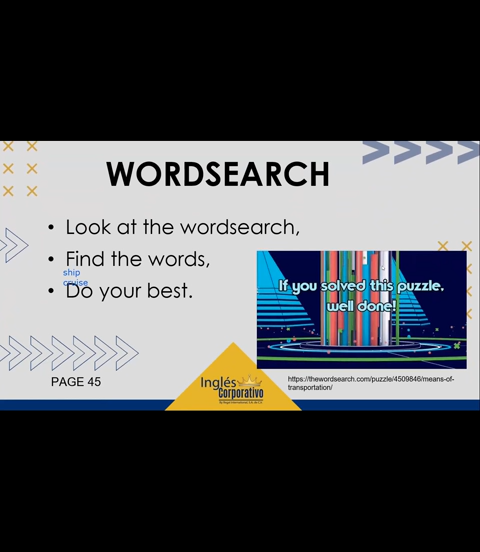 WORDSEARCH
• Look at the wordsearch,
• Find the words,
ship
cruise
• Do your best.
If you solved this puzzle.
well done!
PAGE 45
Inglés
Corporativo
https://thewordsearch.com/puzzle/4509846/means-of-
transportation/